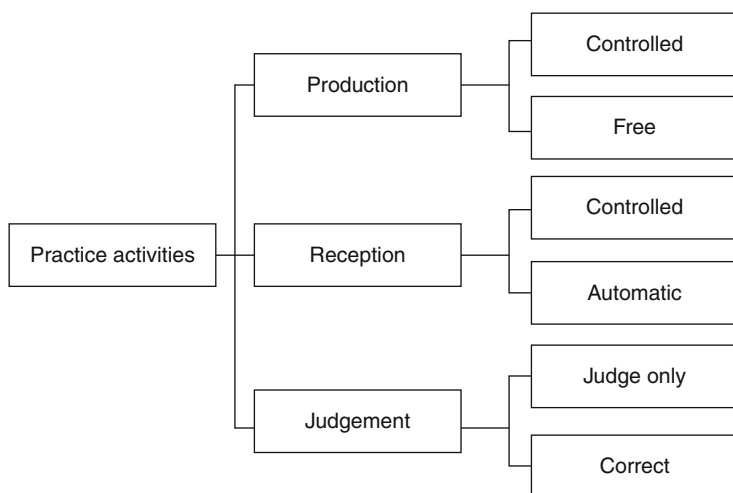 Practice activities
Production
Controlled
Free
Reception
Controlled
Automatic
Judgement
Judge only
Correct